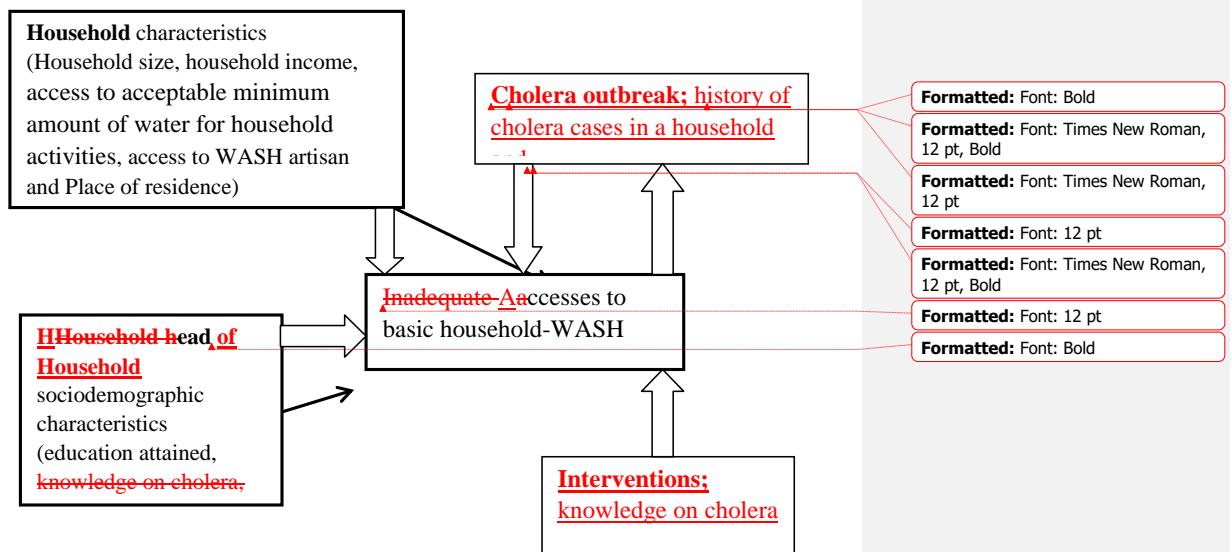 Household characteristics
(Household size, household income,
access to acceptable minimum
amount of water for household
activities, access to WASH artisan
and Place of residence)
Cholera outbreak; history of
cholera cases in a household
Inadequate Aaccesses to
basic household-WASH
HHousehold head of
Household
sociodemographic
characteristics
(education attained,
knowledge on cholera,
Interventions;
knowledge on cholera
Formatted: Font: Bold
Formatted: Font: Times New Roman,
12 pt, Bold
Formatted: Font: Times New Roman,
12 pt
Formatted: Font: 12 pt
Formatted: Font: Times New Roman,
12 pt, Bold
Formatted: Font: 12 pt
Formatted: Font: Bold